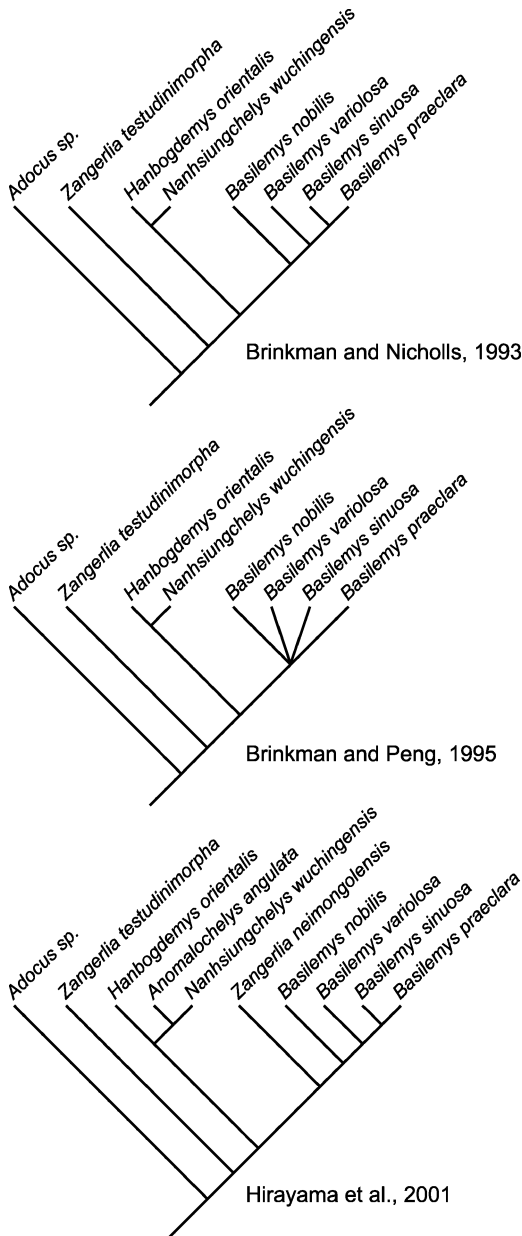 Adocus sp.
Zangerlia testudinimorpha
Hanbogdemys orientalis
Nanhsiungchelys wuchingensis
Basilemys nobilis
Basilemys variolosa
Basilemys sinuosa
Basilemys praeclara
Brinkman and Nicholls, 1993
Adocus sp.
Zangerlia testudinimorpha
Hanbogdemys orientalis
Nanhsiungchelys wuchingensis
Basilemys nobilis
Basilemys variolosa
Basilemys sinuosa
Basilemys praeclara
Brinkman and Peng, 1995
Adocus sp.
Zangerlia testudinimorpha
Hanbogdemys orientalis
Anomalochelys angulata
Nanhsiungchelys wuchingensis
Zangerlia neimongolensis
Basilemys nobilis
Basilemys variolosa
Basilemys sinuosa
Basilemys praeclara
Hirayama et al., 2001